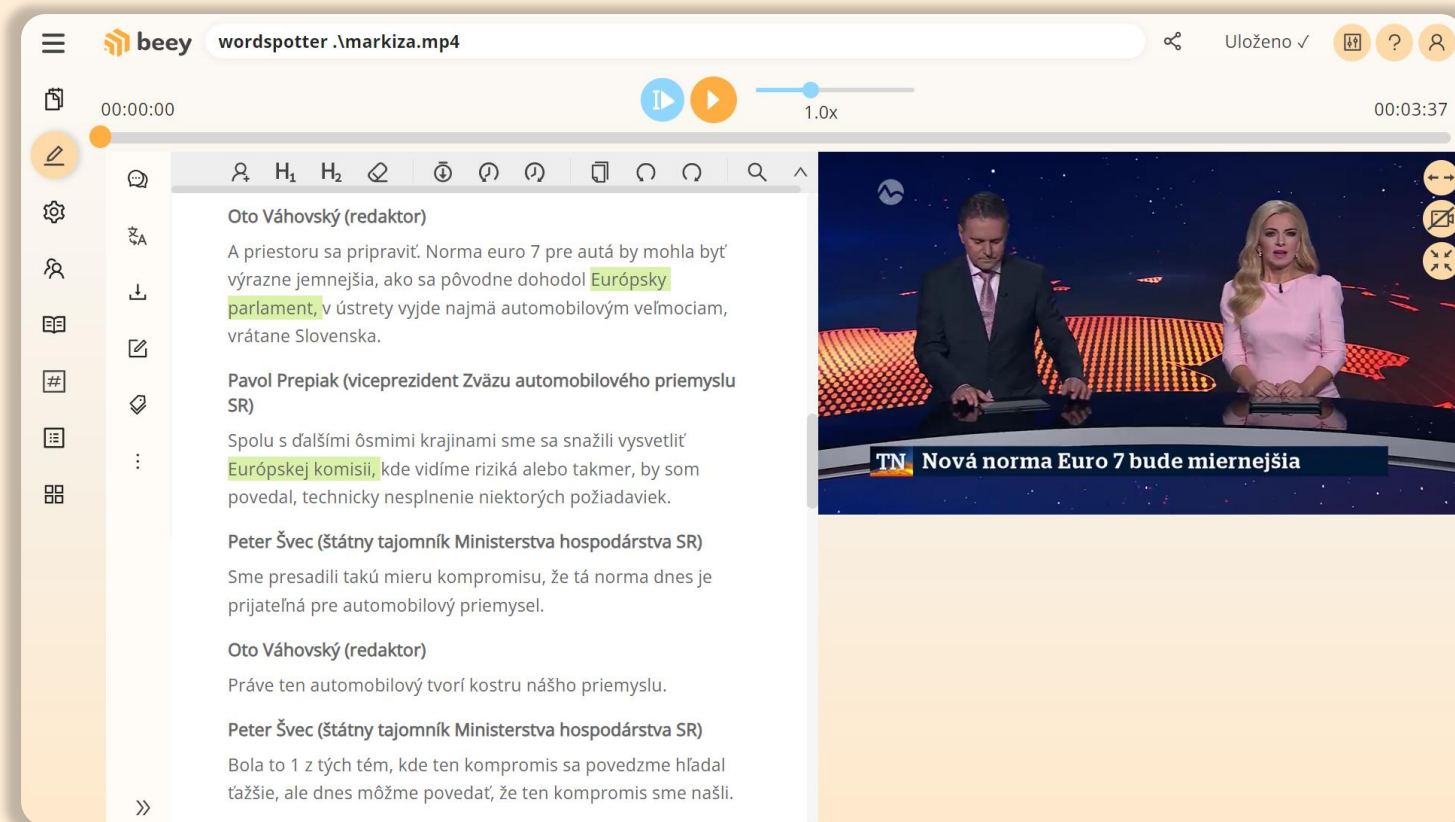 beey
wordspotter .\markiza.mp4
Uloženo ✓
?
00:00:00
1.0x
00:03:37
H1
H2
Oto Váhovský (redaktor)
A priestoru sa pripraviť. Norma euro 7 pre autá by mohla byť
výrazne jemnejšia, ako sa pôvodne dohodol Európsky
parlament, v ústrety vyjde najmä automobilovým veľmociam,
vrátane Slovenska.
Pavol Prepiak (viceprezident Zväzu automobilového priemyslu
SR)
Spolu s ďalšími ôsmimi krajinami sme sa snažili vysvetliť
Európskej komisii, kde vidíme riziká alebo takmer, by som
povedal, technicky nesplnenie niektorých požiadaviek.
Peter Švec (štátny tajomník Ministerstva hospodárstva SR)
Sme presadili takú mieru kompromisu, že tá norma dnes je
prijateľná pre automobilový priemysel.
Oto Váhovský (redaktor)
Práve ten automobilový tvorí kostru nášho priemyslu.
Peter Švec (štátny tajomník Ministerstva hospodárstva SR)
Bola to 1 z tých tém, kde ten kompromis sa povedzme hľadal
ťažšie, ale dnes môžme povedať, že ten kompromis sme našli.
TN Nová norma Euro 7 bude miernejšia